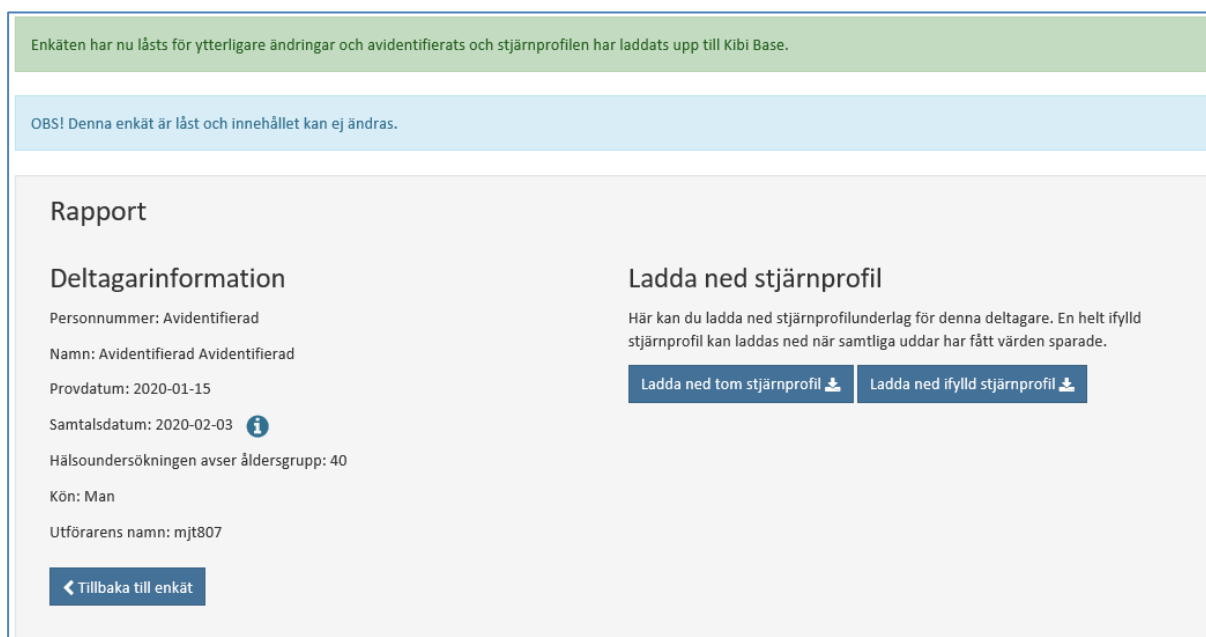 Enkäten har nu låsts för ytterligare ändringar och avidentifierats och stjärnprofilen har laddats upp till Kibi Base.
OBS! Denna enkät är låst och innehållet kan ej ändras.
Rapport
Deltagarinformation
Personnummer: Avidentifierad
Namn: Avidentifierad Avidentifierad
Provdatum: 2020-01-15
Samtalsdatum: 2020-02-03
Hälsoundersökningen avser åldersgrupp: 40
Kön: Man
Utförarens namn: mjt807
Tillbaka till enkät
Ladda ned stjärnprofil
Här kan du ladda ned stjärnprofilunderlag för denna deltagare. En helt ifylld
stjärnprofil kan laddas ned när samtliga uddar har fått värden sparade.
Ladda ned tom stjärnprofil
Ladda ned ifylld stjärnprofil